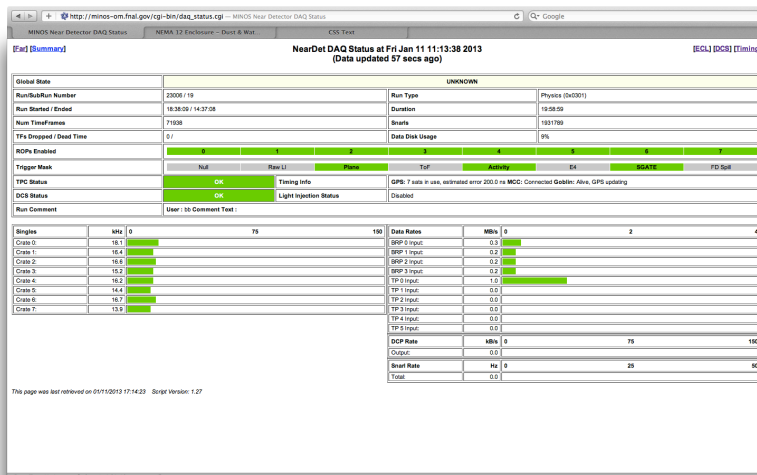 http://minos-om.fnal.gov/cgi-bin/daq_status.cgi — MINOS Near Detector DAQ Status
Google
MINOS Near Detector DAQ Status
NEMA 12 Enclosure – Dust & Wat...
CSS Text
[Far] [Summary]
NearDet DAQ Status at Fri Jan 11 11:13:38 2013
[ECL] [DCS] [Timing
(Data updated 57 secs ago)
Global State UNKNOWN
Run/SubRun Number 23006 / 19 Run Type Physics (0x0301)
Run Started / Ended 18:38:09 / 14:37:08 Duration 19:58:59
Num TimeFrames 71938 Snarls 1931789
TFs Dropped / Dead Time 0 / Data Disk Usage 9%
ROPs Enabled 0 1 2 3 4 5 6 7
Trigger Mask Null Raw LI Plane ToF Activity E4 SGATE FD Spill
TPC Status OK Timing Info GPS: 7 sats in use, estimated error 200.0 ns MCC: Connected Goblin: Alive, GPS updating
DCS Status OK Light Injection Status Disabled
Run Comment User : bb Comment Text :
Singles kHz 0 75 150
Crate 0: 18.1
Crate 1: 16.4
Crate 2: 16.6
Crate 3: 15.2
Crate 4: 16.2
Crate 5: 14.4
Crate 6: 16.7
Crate 7: 13.9
Data Rates MB/s 0 2 4
BRP 0 Input: 0.3
BRP 1 Input: 0.2
BRP 2 Input: 0.2
BRP 3 Input: 0.2
TP 0 Input: 1.0
TP 1 Input: 0.0
TP 2 Input: 0.0
TP 3 Input: 0.0
TP 4 Input: 0.0
TP 5 Input: 0.0
DCP Rate kB/s 0 75 150
Output: 0.0
Snarl Rate Hz 0 25 50
Total: 0.0
This page was last retrieved on 01/11/2013 17:14:23 Script Version: 1.27